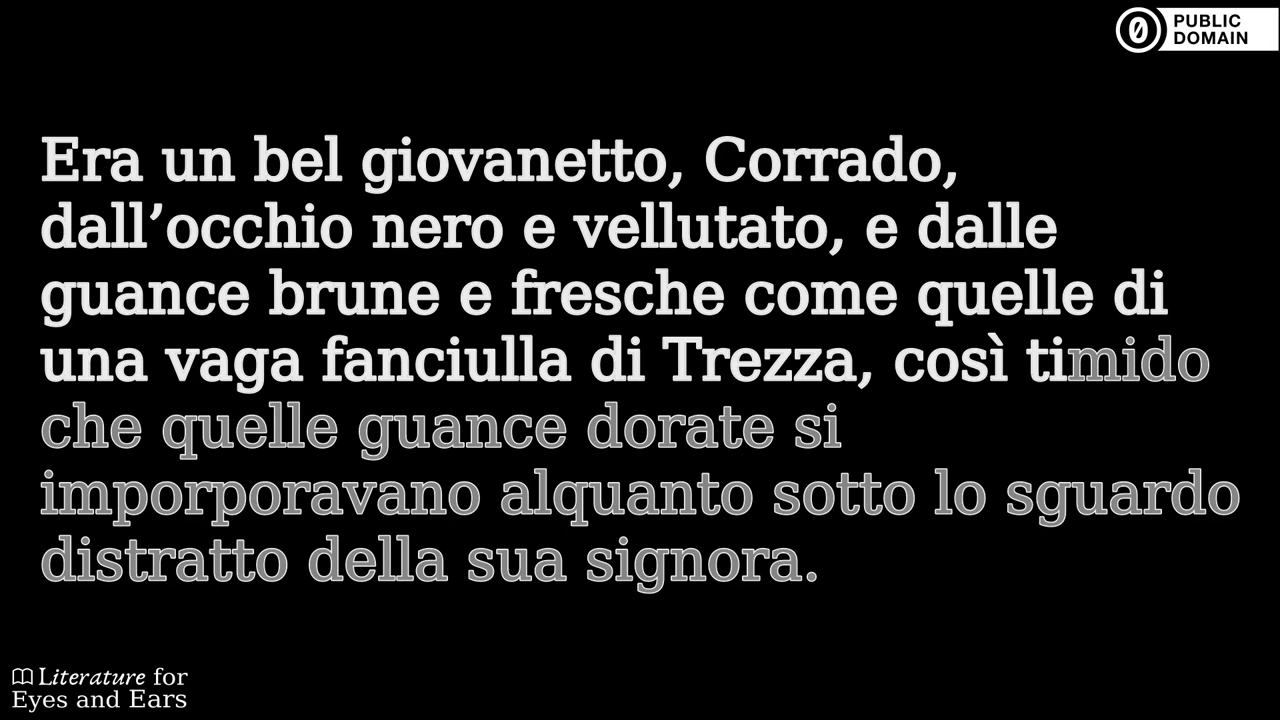 PUBLIC
DOMAIN
Era un bel giovanetto, Corrado,
dall’occhio nero e vellutato, e dalle
guance brune e fresche come quelle di
una vaga fanciulla di Trezza, così timido
che quelle guance dorate si
imporporavano alquanto sotto lo sguardo
distratto della sua signora.
Literature for
Eyes and Ears